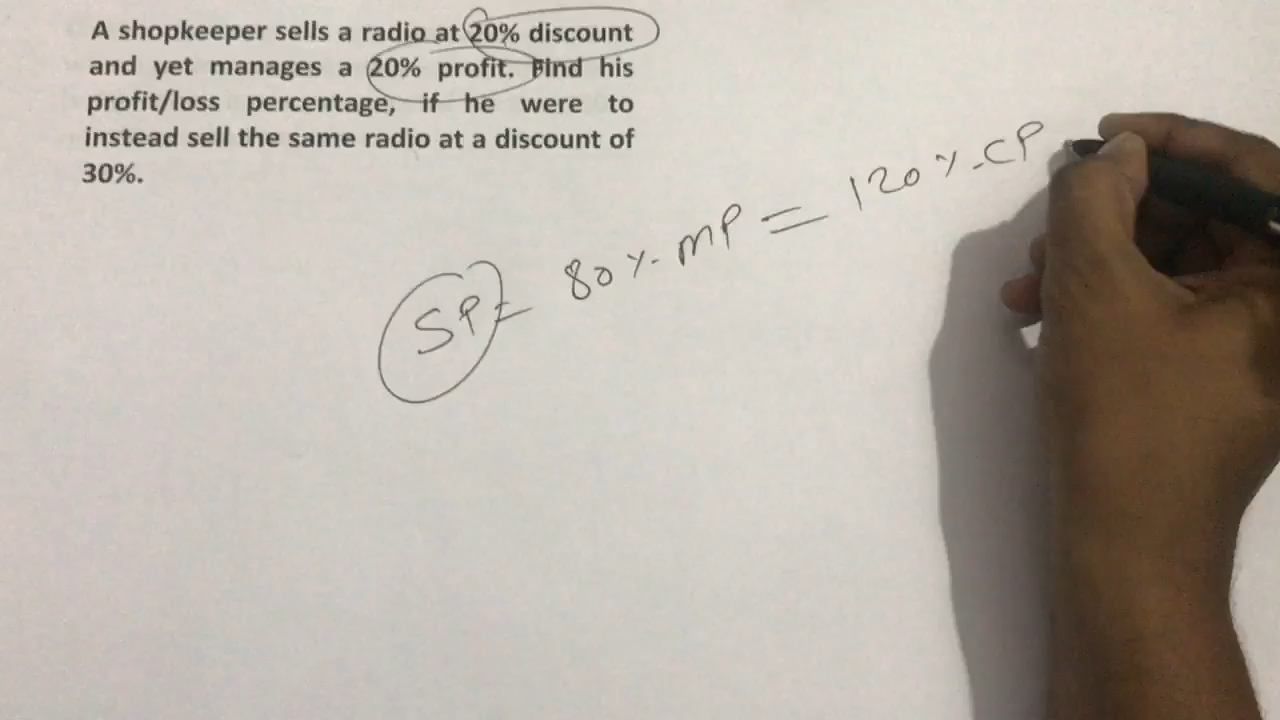 A shopkeeper sells a radio at 20% discount
and yet manages a 20% profit. Find his
profit/loss percentage, if he were to
instead sell the same radio at a discount of
30%.
SP = 80% MP = 120% CP